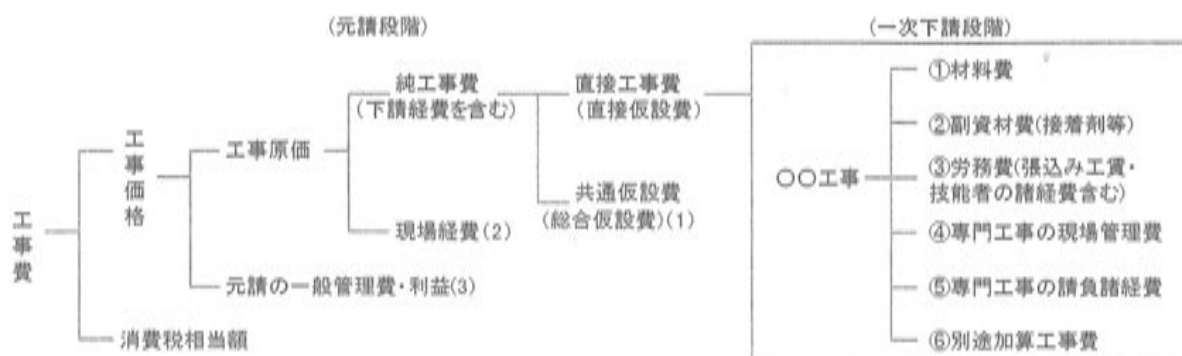 (元請段階)
(一次下請段階)
工事費
工事価格
消費税相当額
工事原価
元請の一般管理費・利益(3)
純工事費
(下請経費を含む)
現場経費(2)
直接工事費
(直接仮設費)
共通仮設費
(総合仮設費)(1)
〇〇工事
①材料費
②副資材費(接着剤等)
③労務費(張込み工賃・
技能者の諸経費含む)
④専門工事の現場管理費
⑤専門工事の請負諸経費
⑥別途加算工事費